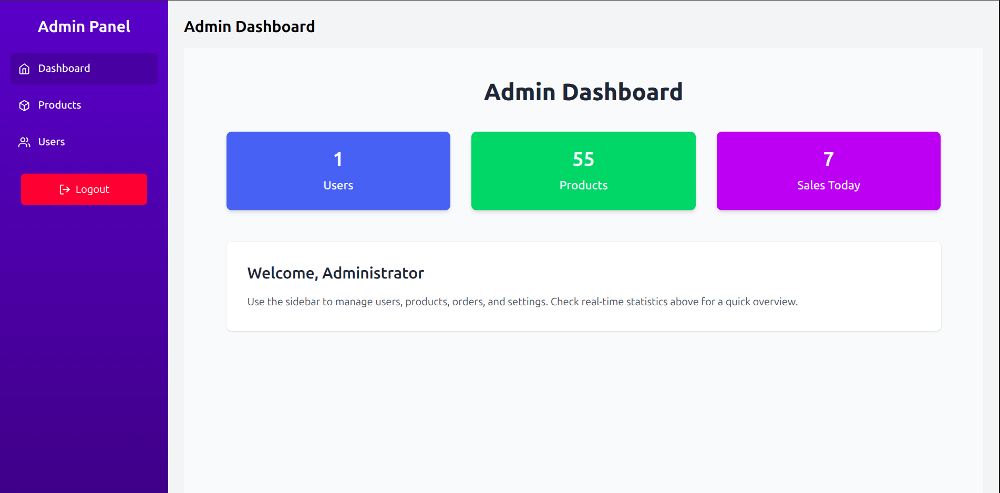 Admin Panel
Dashboard
Products
Users
Logout
Admin Dashboard
Admin Dashboard
1
Users
55
Products
7
Sales Today
Welcome, Administrator
Use the sidebar to manage users, products, orders, and settings. Check real-time statistics above for a quick overview.